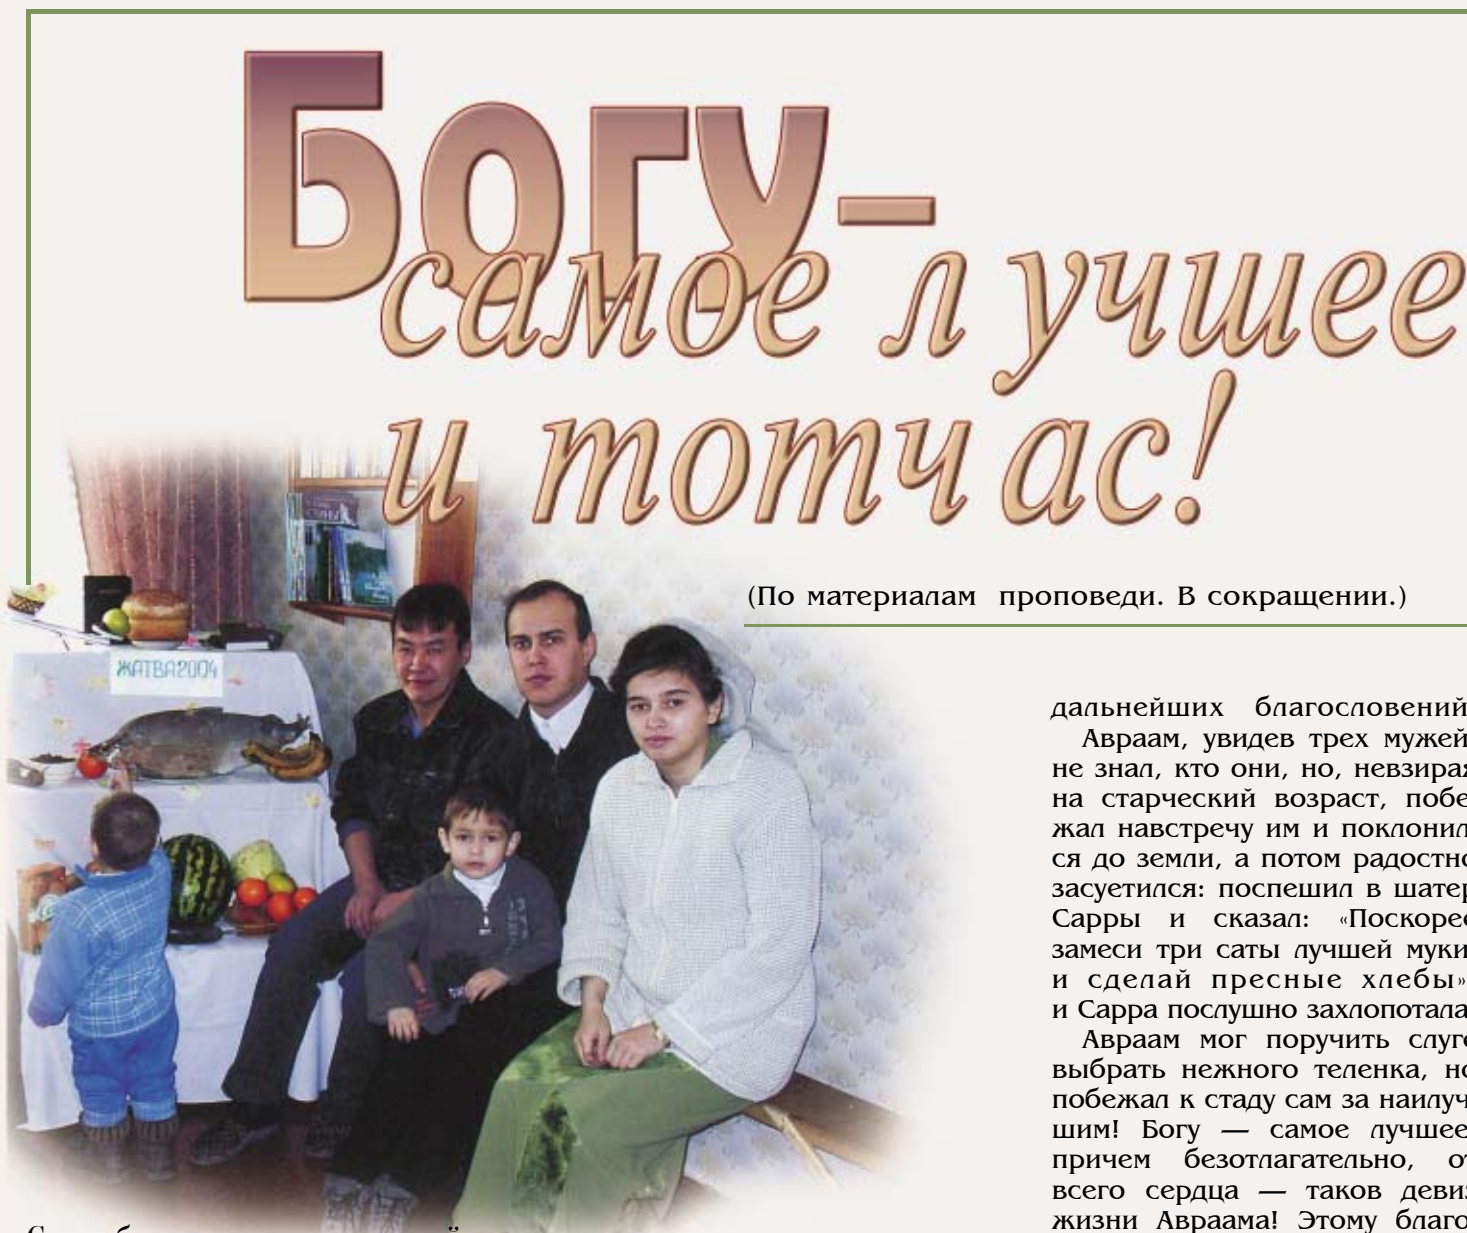 Богу–
самое лучшее
и тотчас!
(По материалам проповеди. В сокращении.)
ЖАТВА 2004
дальнейших благословений
Авраам, увидев трех мужей
не знал, кто они, но, невзирая
на старческий возраст, побе
жал навстречу им и поклонил
ся до земли, а потом радостно
засуетился: поспешил в шатер
Сарры и сказал: «Поскорее
замеси три саты лучшей муки
и сделай пресные хлебы»
и Сарра послушно захлопотала
Авраам мог поручить слуге
выбрать нежного теленка, но
побежал к стаду сам за наилуч
шим! Богу — самое лучшее
причем безотлагательно, от
всего сердца — таков девиз
жизни Авраама! Этому благо